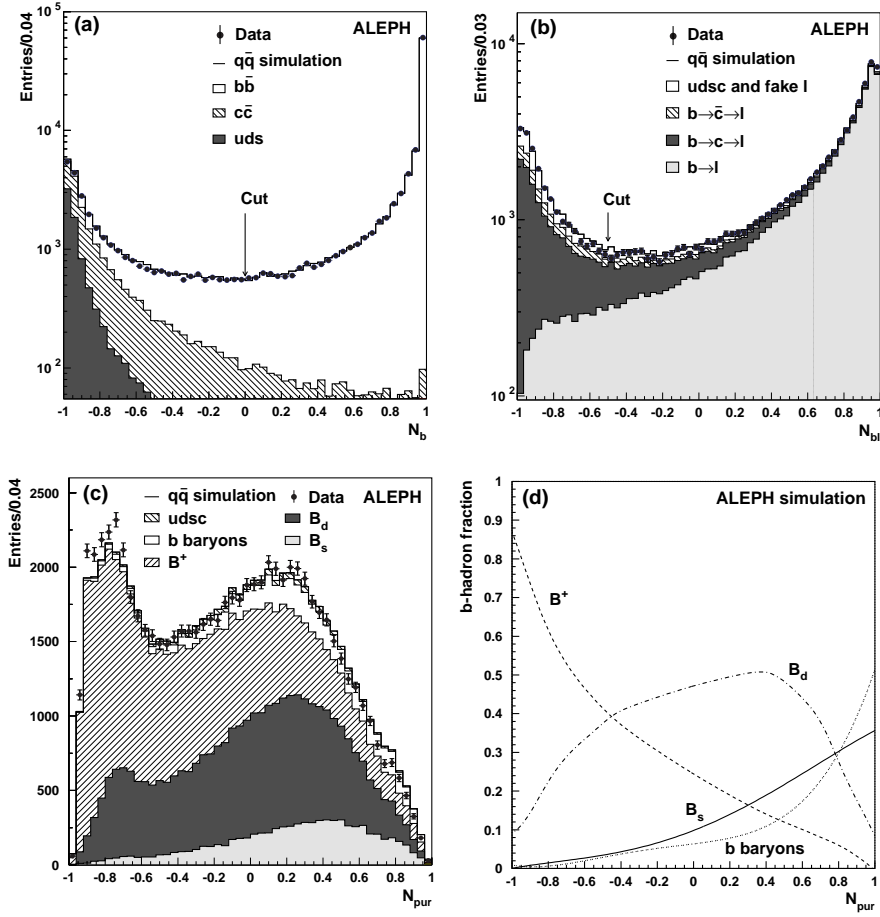 (a)
ALEPH
Data
qq̄ simulation
bb̄
cc̄
uds
Cut
Entries/0.04
10⁵
10⁴
10³
10²
-1 -0.8 -0.6 -0.4 -0.2 0 0.2 0.4 0.6 0.8 1
N_b
(b)
ALEPH
Data
qq̄ simulation
udsc and fake l
b→c̄→l
b→c→l
b→l
Cut
Entries/0.03
10⁴
10³
10²
-1 -0.8 -0.6 -0.4 -0.2 0 0.2 0.4 0.6 0.8 1
N_bl
(c)
qq̄ simulation
udsc
b baryons
B⁺
Data
B_d
B_s
ALEPH
Entries/0.04
2500
2250
2000
1750
1500
1250
1000
750
500
250
0
-1 -0.8 -0.6 -0.4 -0.2 0 0.2 0.4 0.6 0.8 1
N_pur
(d)
ALEPH simulation
b-hadron fraction
1
0.9
0.8
0.7
0.6
0.5
0.4
0.3
0.2
0.1
0
B⁺
B_d
B_s
b baryons
-1 -0.8 -0.6 -0.4 -0.2 0 0.2 0.4 0.6 0.8 1
N_pur